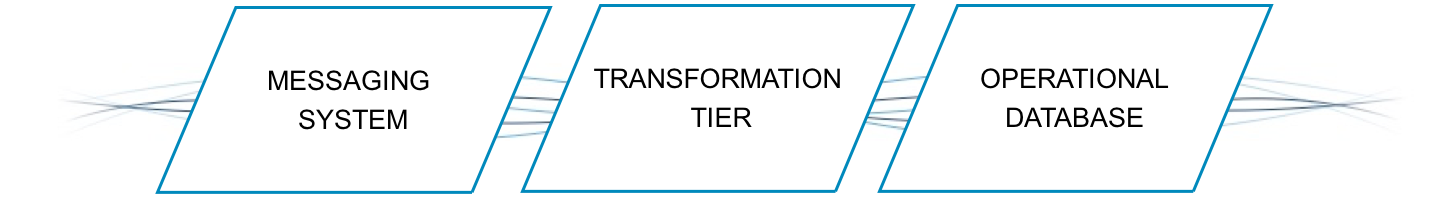 MESSAGING
SYSTEM
TRANSFORMATION
TIER
OPERATIONAL
DATABASE